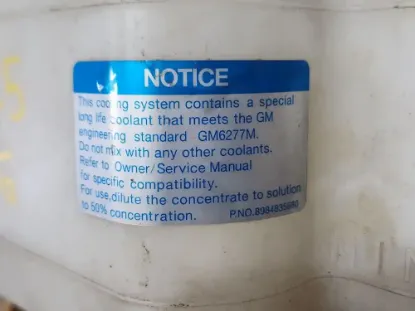 NOTICE
This cooling system contains a special
long life coolant that meets the GM
engineering standard GM6277M.
Do not mix with any other coolants.
Refer to Owner/Service Manual
for specific compatibility.
For use,dilute the concentrate to solution
to 50% concentration.
P.NO.8984835680